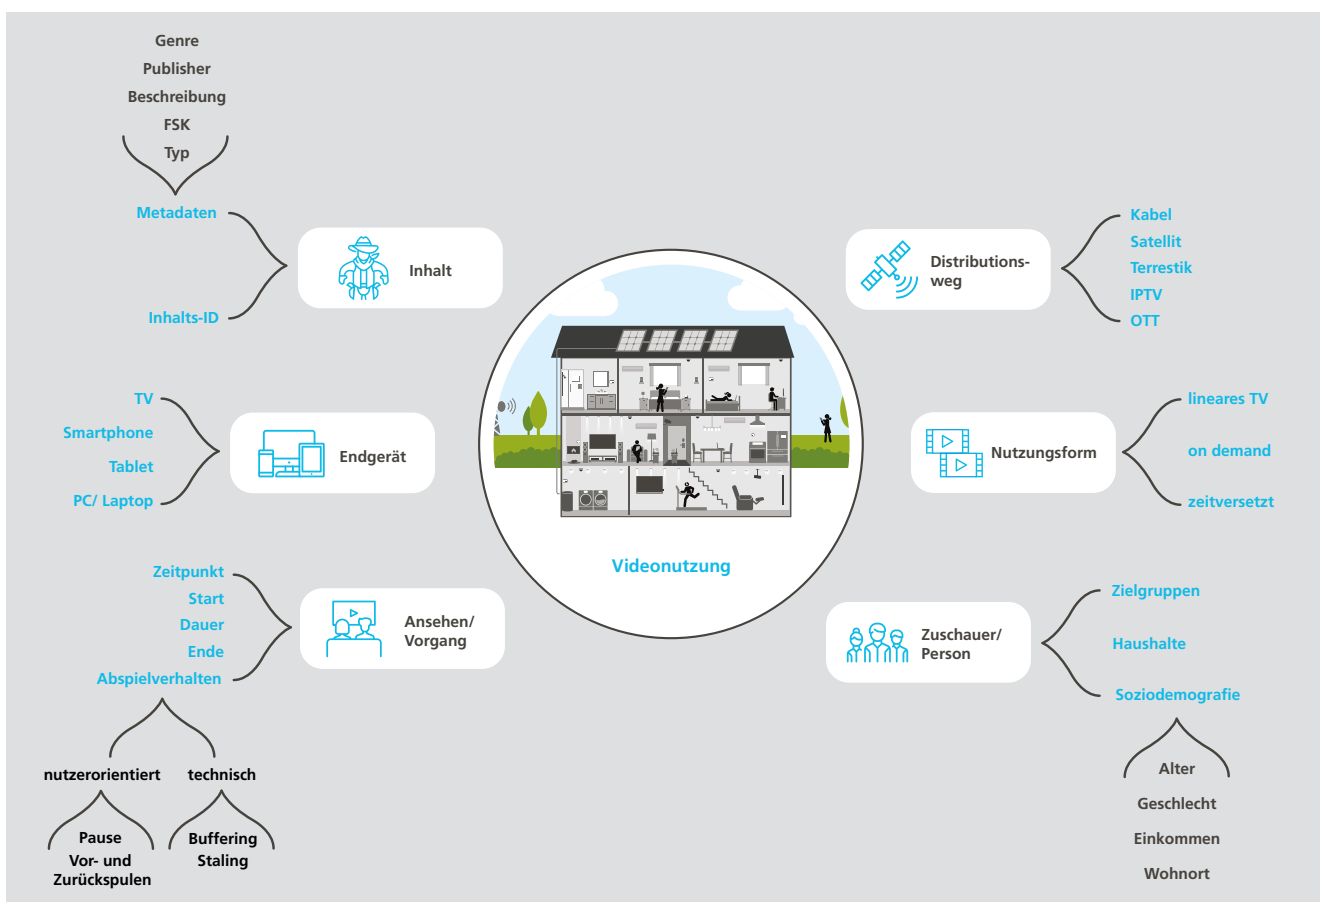 Genre
Publisher
Beschreibung
FSK
Typ
Metadaten
Inhalts-ID
Inhalt
TV
Smartphone
Tablet
PC/ Laptop
Endgerät
Zeitpunkt
Start
Dauer
Ende
Abspielverhalten
Ansehen/
Vorgang
nutzerorientiert
technisch
Pause
Vor- und
Zurückspulen
Buffering
Staling
Videonutzung
Distributions-
weg
Kabel
Satellit
Terrestik
IPTV
OTT
Nutzungsform
lineares TV
on demand
zeitversetzt
Zuschauer/
Person
Zielgruppen
Haushalte
Soziodemografie
Alter
Geschlecht
Einkommen
Wohnort